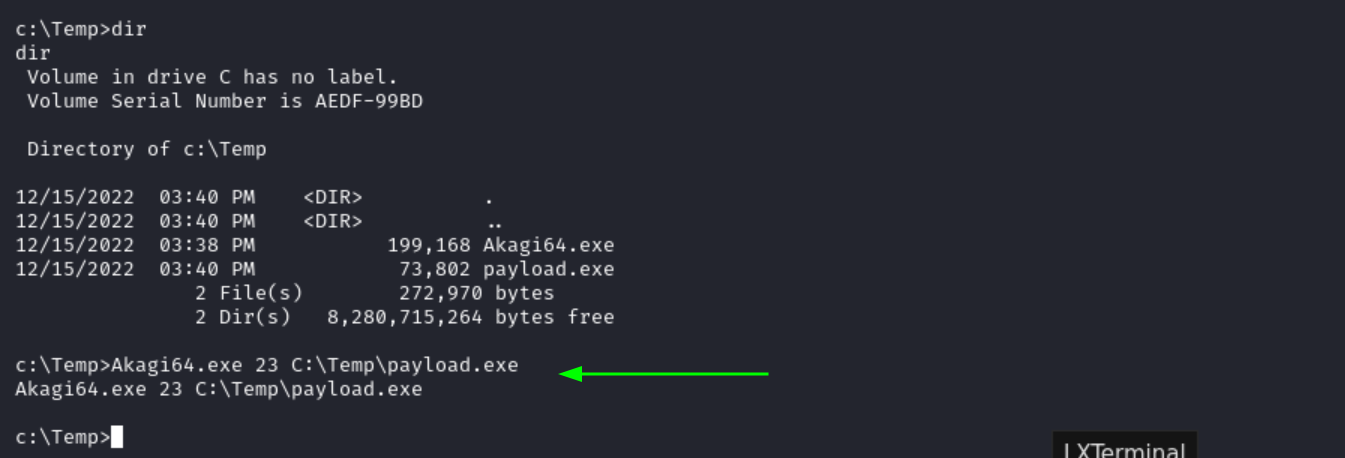 c:\Temp>dir
dir
 Volume in drive C has no label.
 Volume Serial Number is AEDF-99BD

 Directory of c:\Temp

12/15/2022  03:40 PM    <DIR>          .
12/15/2022  03:40 PM    <DIR>          ..
12/15/2022  03:38 PM           199,168 Akagi64.exe
12/15/2022  03:40 PM            73,802 payload.exe
               2 File(s)        272,970 bytes
               2 Dir(s)   8,280,715,264 bytes free

c:\Temp>Akagi64.exe 23 C:\Temp\payload.exe
Akagi64.exe 23 C:\Temp\payload.exe

c:\Temp>
LXTerminal